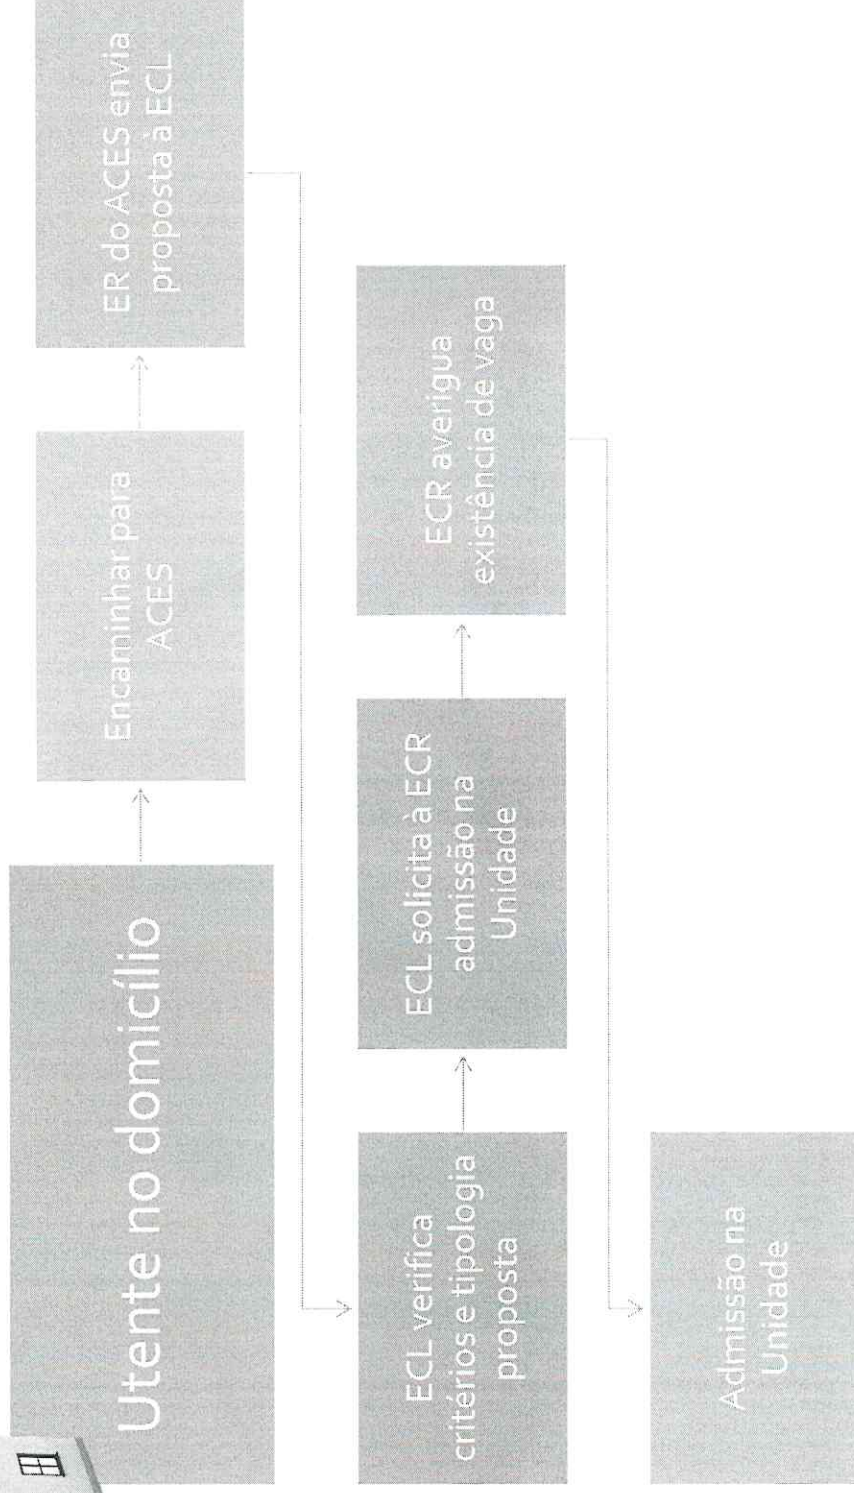 Utente no domicílio
Encaminhar para
ACES
ER do ACES envia
proposta à ECL
ECL verifica
critérios e tipologia
proposta
ECL solicita à ECR
admissão na
Unidade
ECR averigua
existência de vaga
Admissão na
Unidade